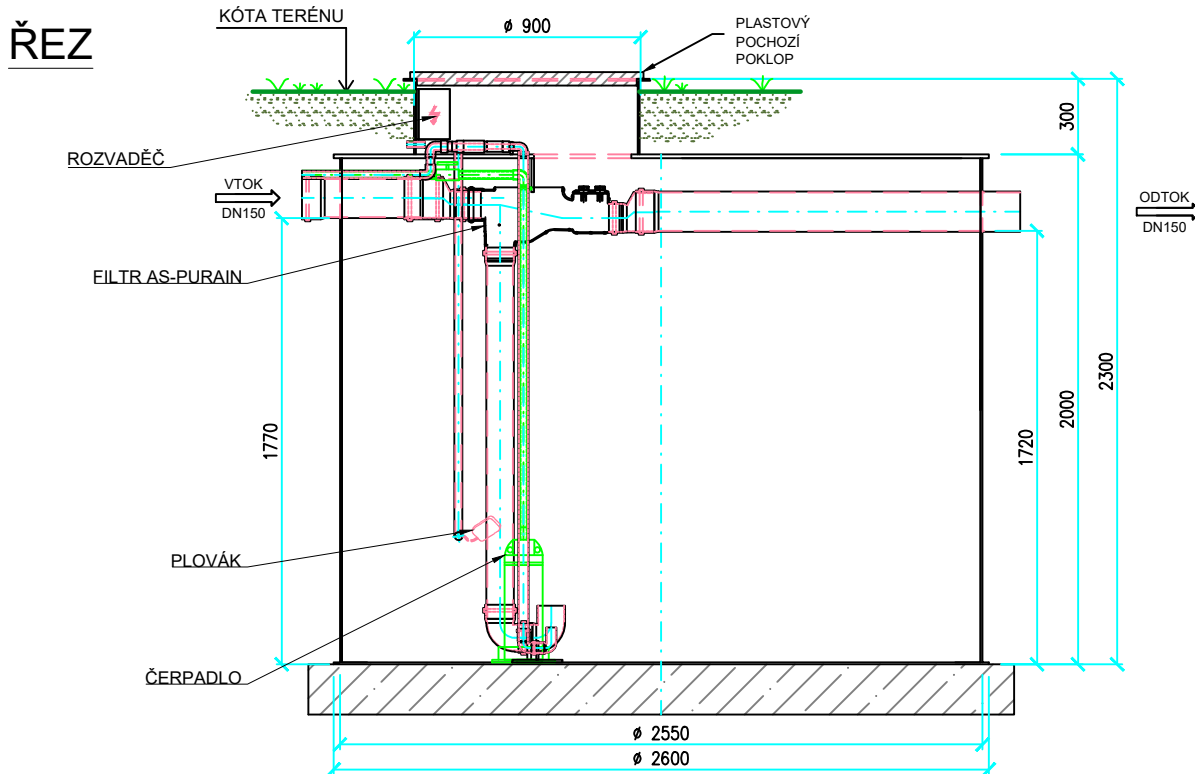 ŘEZ
KÓTA TERÉNU
ø 900
PLASTOVÝ
POCHOZÍ
POKLOP
300
ROZVADĚČ
VTOK
DN150
ODTOK
DN150
FILTR AS-PURAIN
1770
1720
2000
2300
PLOVÁK
ČERPADLO
ø 2550
ø 2600